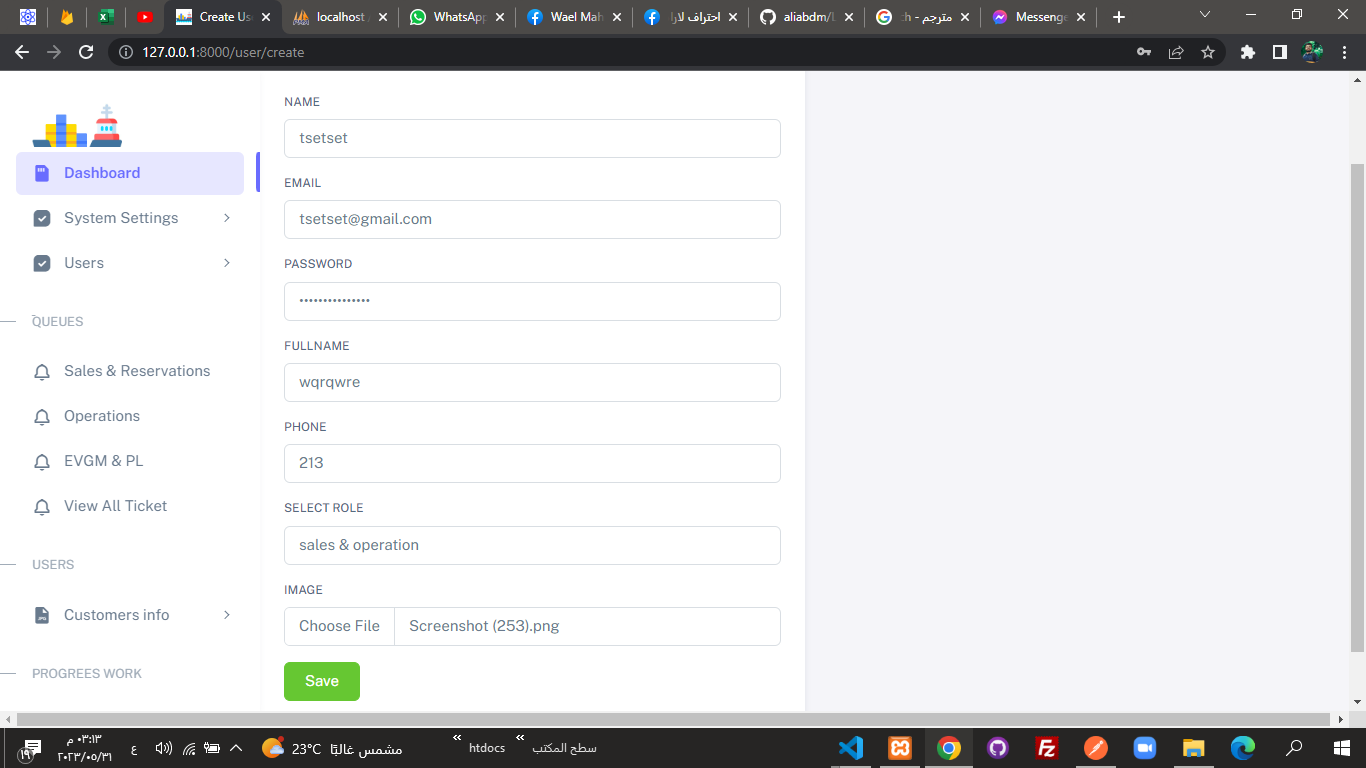 Create Us
localhost /
WhatsApp
Wael Mah
احتراف لارا
aliabdm/L
مترجم - ch
Messenge
127.0.0.1:8000/user/create
Dashboard
System Settings
Users
QUEUES
Sales & Reservations
Operations
EVGM & PL
View All Ticket
USERS
Customers info
PROGREES WORK
NAME
tsetset
EMAIL
tsetset@gmail.com
PASSWORD
•••••••••••••••
FULLNAME
wqrqwre
PHONE
213
SELECT ROLE
sales & operation
IMAGE
Choose File Screenshot (253).png
Save
١٩
٠٣:١٣ م
٢٠٢٣/٠٥/٣١
ع
23°C مشمس غالبًا
htdocs
سطح المكتب